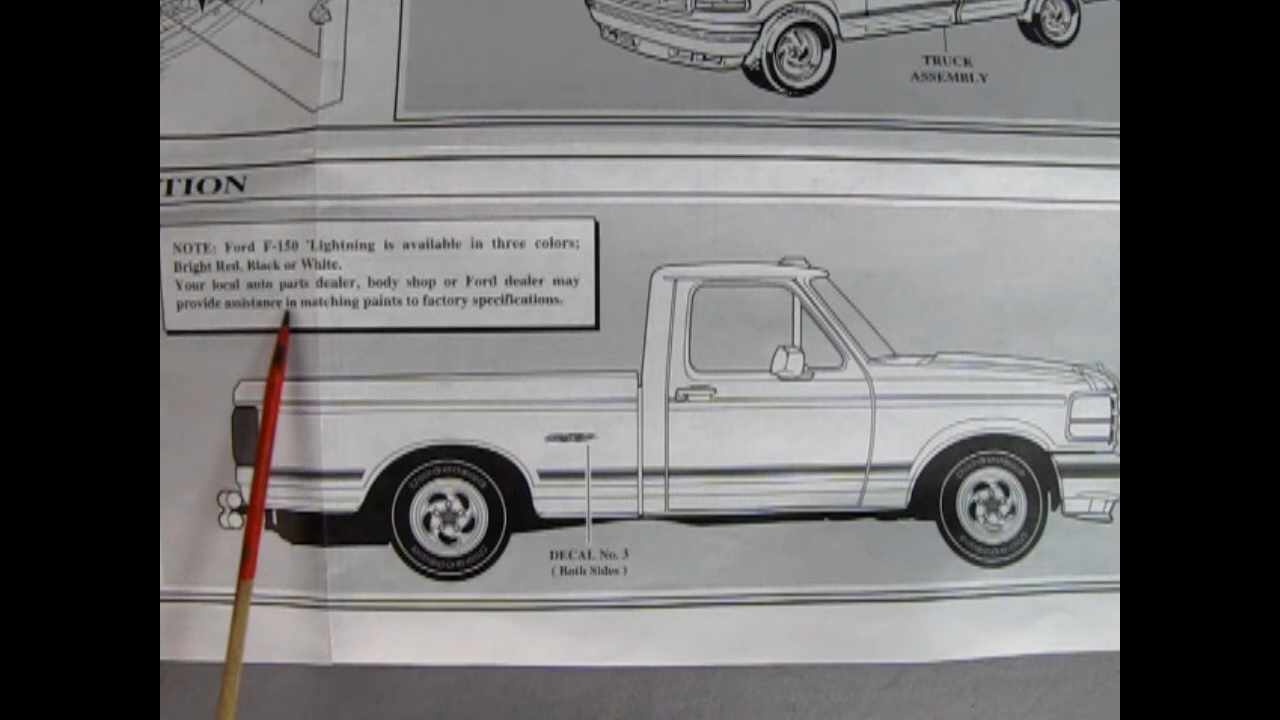 TRUCK
ASSEMBLY
TION
NOTE: Ford F-150 'Lightning is available in three colors;
Bright Red, Black or White.
Your local auto parts dealer, body shop or Ford dealer may
provide assistance in matching paints to factory specifications.
DECAL No. 3
( Both Sides )